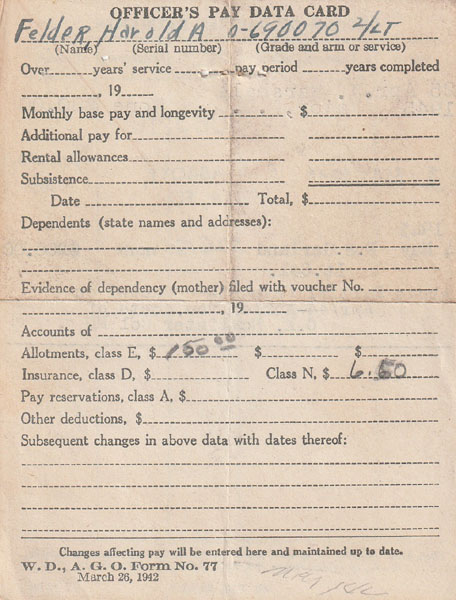 OFFICER'S PAY DATA CARD
Felder Harold A O-690070 2/LT
(Name) (Serial number) (Grade and arm or service)
Over years' service pay period years completed
, 19
Monthly base pay and longevity $
Additional pay for
Rental allowances
Subsistence
Date Total, $
Dependents (state names and addresses):
Evidence of dependency (mother) filed with voucher No.
, 19
Accounts of
Allotments, class E, $ 150 00 $ $
Insurance, class D, $ Class N, $ 6.50
Pay reservations, class A, $
Other deductions, $
Subsequent changes in above data with dates thereof:
Changes affecting pay will be entered here and maintained up to date.
W. D., A. G. O. Form No. 77
March 26, 1942